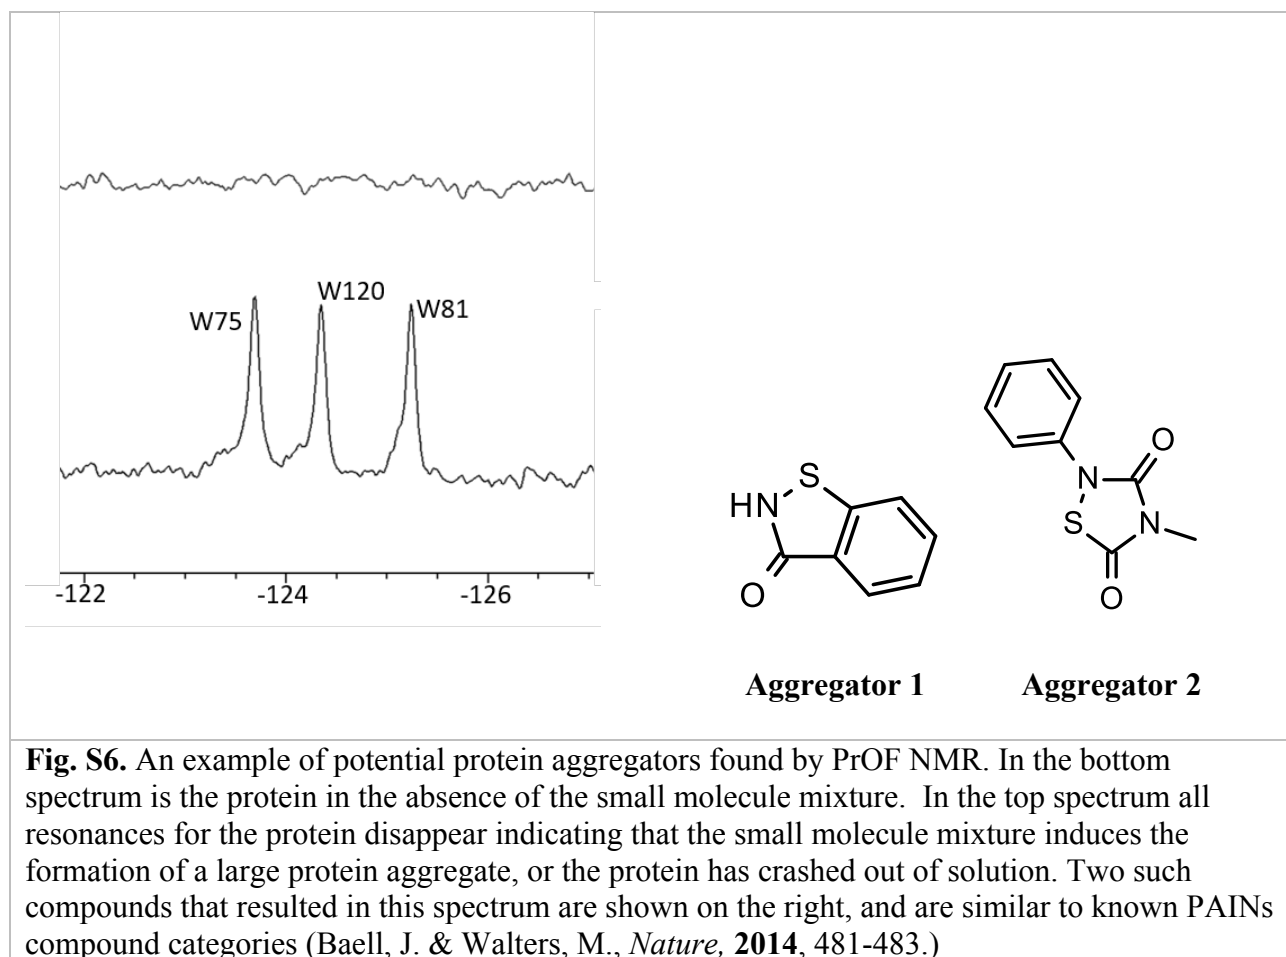 W75
W120
W81
-122
-124
-126
HN
S
O
N
O
S
N
O
Aggregator 1
Aggregator 2
Fig. S6. An example of potential protein aggregators found by PrOF NMR. In the bottom
spectrum is the protein in the absence of the small molecule mixture.  In the top spectrum all
resonances for the protein disappear indicating that the small molecule mixture induces the
formation of a large protein aggregate, or the protein has crashed out of solution. Two such
compounds that resulted in this spectrum are shown on the right, and are similar to known PAINs
compound categories (Baell, J. & Walters, M., Nature, 2014, 481-483.)